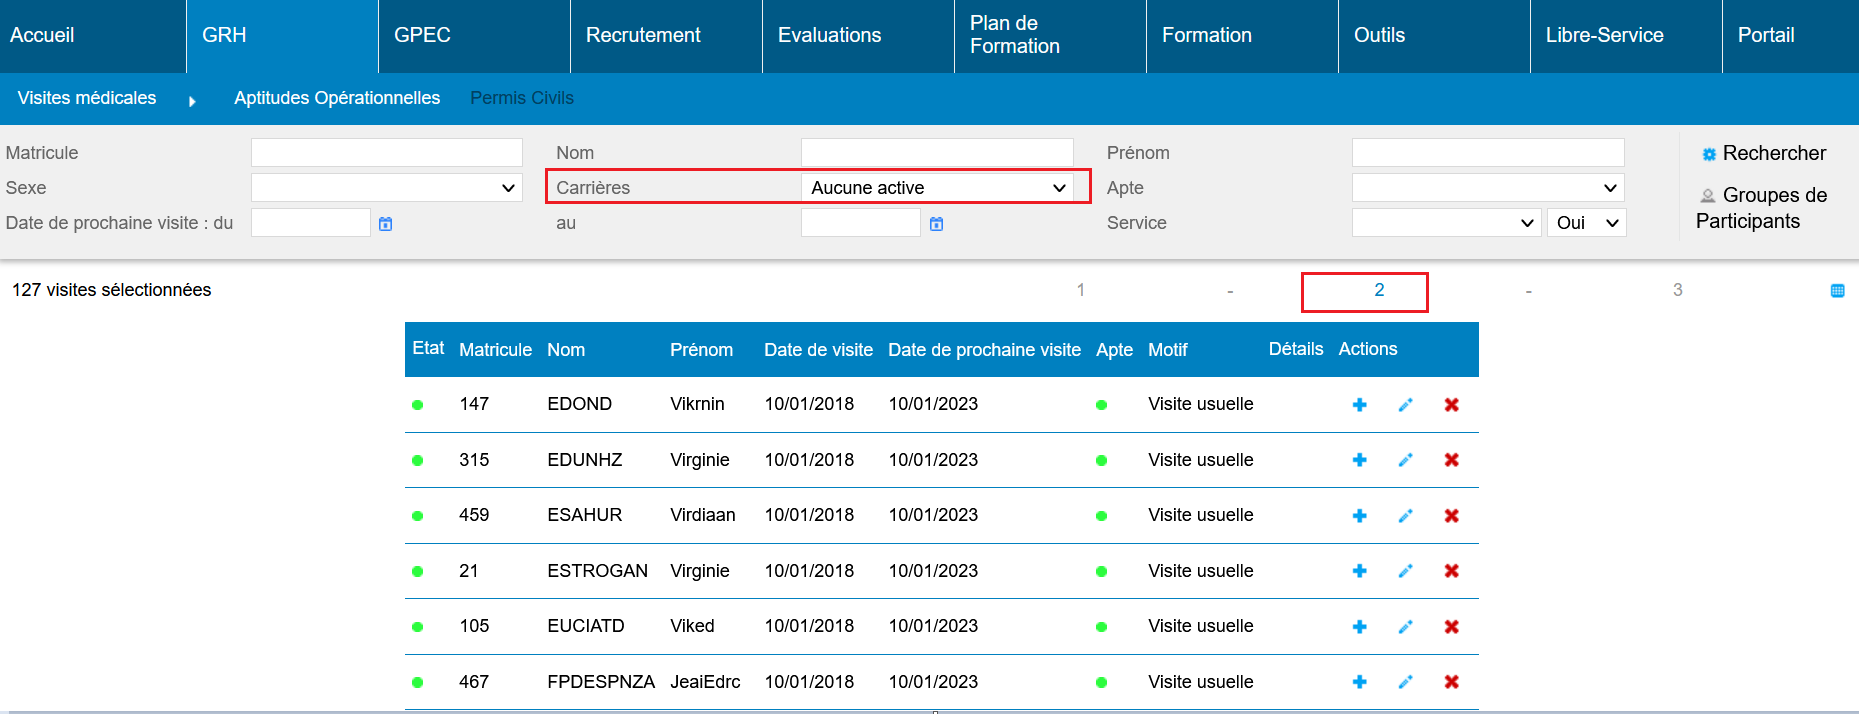 Accueil GRH GPEC Recrutement Evaluations Plan de Formation Formation Outils Libre-Service Portail
Visites médicales Aptitudes Opérationnelles Permis Civils
Matricule Nom Prénom Rechercher
Sexe Carrières Aucune active Apte Groupes de Participants
Date de prochaine visite : du au Service Oui
127 visites sélectionnées 1 - 2 - 3
Etat Matricule Nom Prénom Date de visite Date de prochaine visite Apte Motif Détails Actions
147 EDOND Vikrnin 10/01/2018 10/01/2023 Visite usuelle
315 EDUNHZ Virginie 10/01/2018 10/01/2023 Visite usuelle
459 ESAHUR Virdiaan 10/01/2018 10/01/2023 Visite usuelle
21 ESTROGAN Virginie 10/01/2018 10/01/2023 Visite usuelle
105 EUCIATD Viked 10/01/2018 10/01/2023 Visite usuelle
467 FPDESPNZA JeaiEdrc 10/01/2018 10/01/2023 Visite usuelle